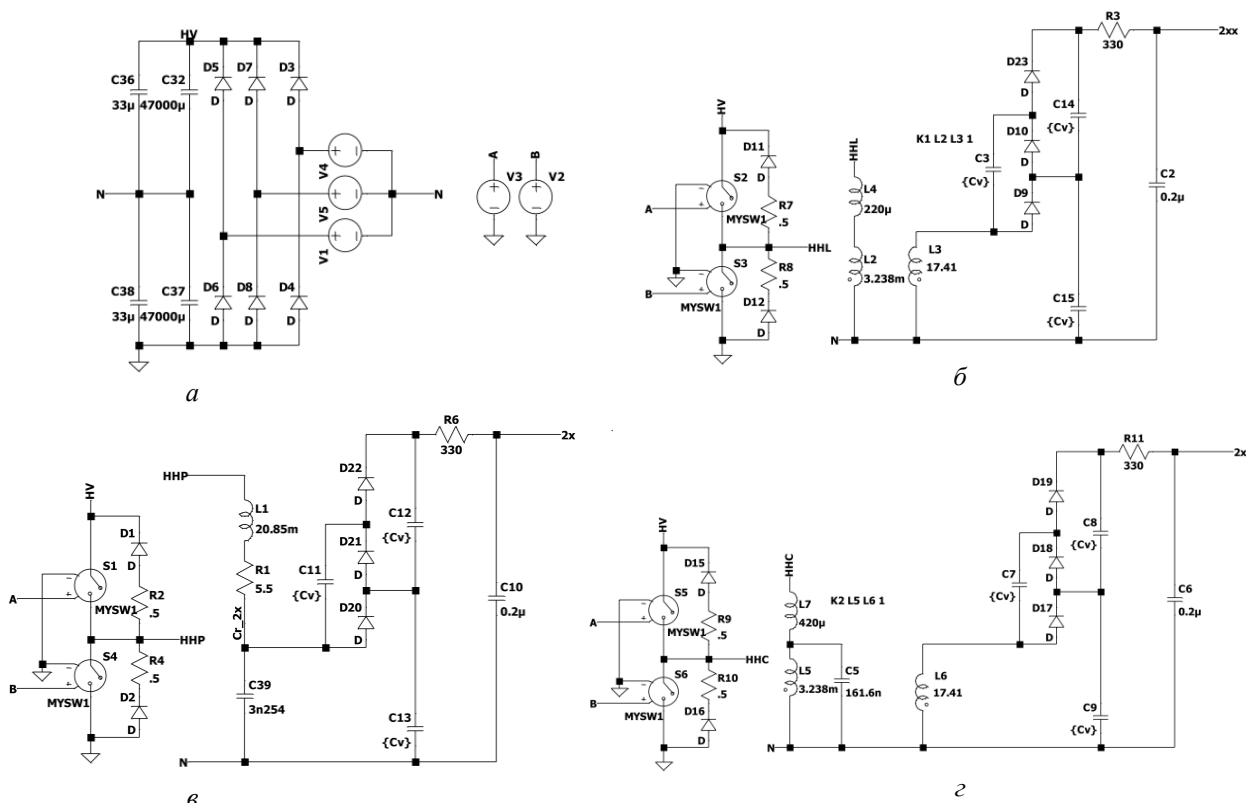 HV
C36
C32
D5
D7
D3
33µ
47000µ
D
D
D
N
N
V4
V5
V1
C38
C37
D6
D8
D4
33µ
47000µ
D
D
D
A
B
V3
V2
а
R3
330
2xx
D23
D
HV
D11
D
S2
MYSW1
R7
.5
A
HHL
S3
R8
.5
B
MYSW1
D12
D
HHL
L4
220µ
L2
3.238m
L3
17.41
K1 L2 L3 1
C3
{Cv}
D10
D
D9
D
C14
{Cv}
C15
{Cv}
C2
0.2µ
N
б
R6
330
2x
HHP
L1
20.85m
R1
5.5
Cr_2x
C39
3n254
D22
D
D21
D
D20
D
C11
{Cv}
C12
{Cv}
C13
{Cv}
C10
0.2µ
HV
D1
D
S1
MYSW1
R2
.5
A
HHP
S4
R4
.5
B
MYSW1
D2
D
N
в
R11
330
2x
D19
D
D18
D
D17
D
C7
{Cv}
C8
{Cv}
C9
{Cv}
C6
0.2µ
HV
D15
D
S5
MYSW1
R9
.5
A
HHC
S6
R10
.5
B
MYSW1
D16
D
HHC
L7
420µ
K2 L5 L6 1
L5
3.238m
C5
161.6n
L6
17.41
N
г